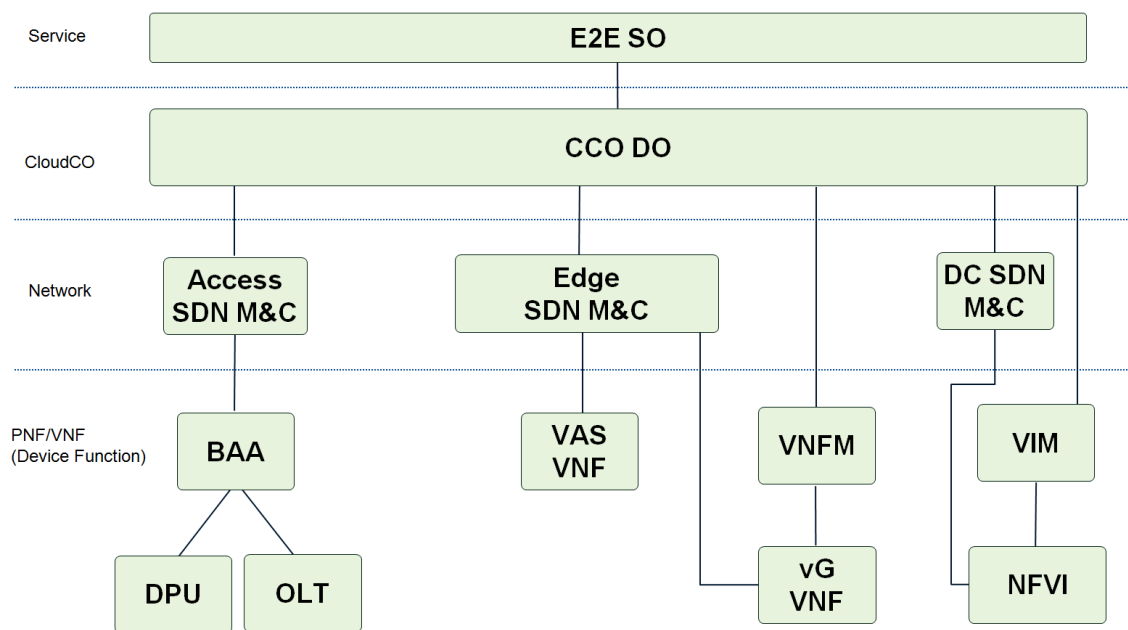 Service
E2E SO
CloudCO
CCO DO
Network
Access
SDN M&C
Edge
SDN M&C
DC SDN
M&C
PNF/VNF
(Device Function)
BAA
VAS
VNF
VNFM
VIM
DPU
OLT
vG
VNF
NFVI